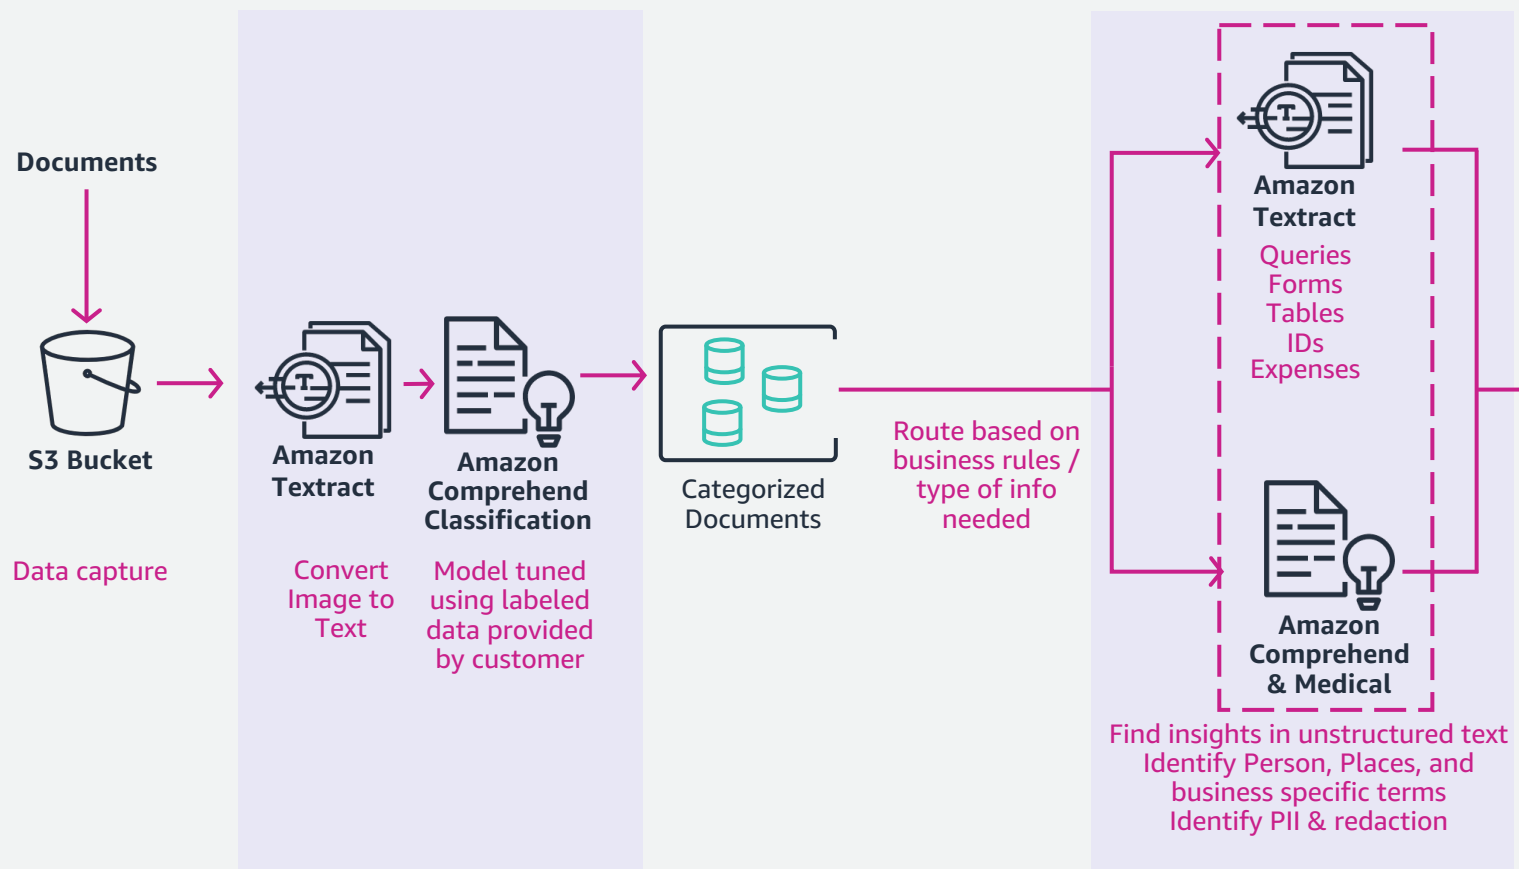 Documents
S3 Bucket
Data capture
T
Amazon
Textract
Convert
Image to
Text
Amazon
Comprehend
Classification
Model tuned
using labeled
data provided
by customer
Categorized
Documents
Route based on
business rules /
type of info
needed
T
Amazon
Textract
Queries
Forms
Tables
IDs
Expenses
Amazon
Comprehend
& Medical
Find insights in unstructured text
Identify Person, Places, and
business specific terms
Identify PII & redaction